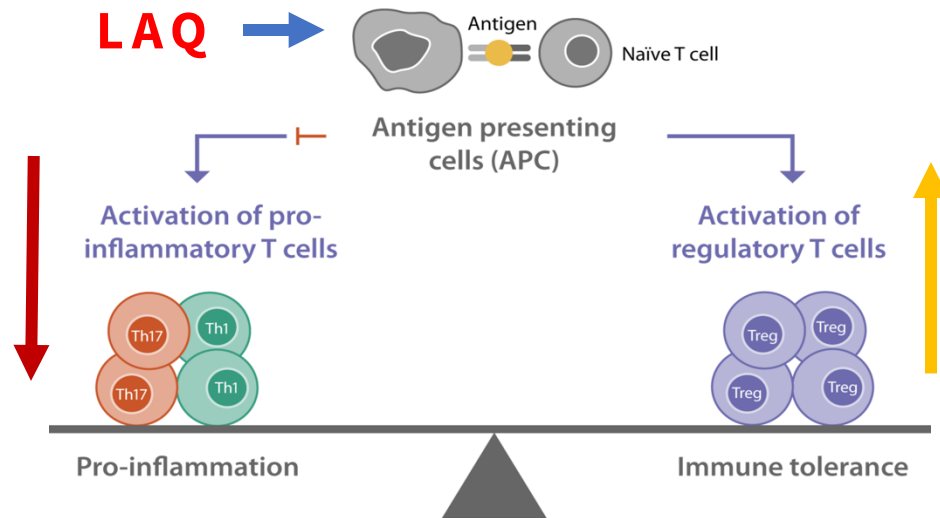 LAQ
Antigen
Naïve T cell
Antigen presenting
cells (APC)
Activation of pro-
inflammatory T cells
Activation of
regulatory T cells
Th17
Th1
Th17
Th1
Treg
Treg
Treg
Treg
Pro-inflammation
Immune tolerance